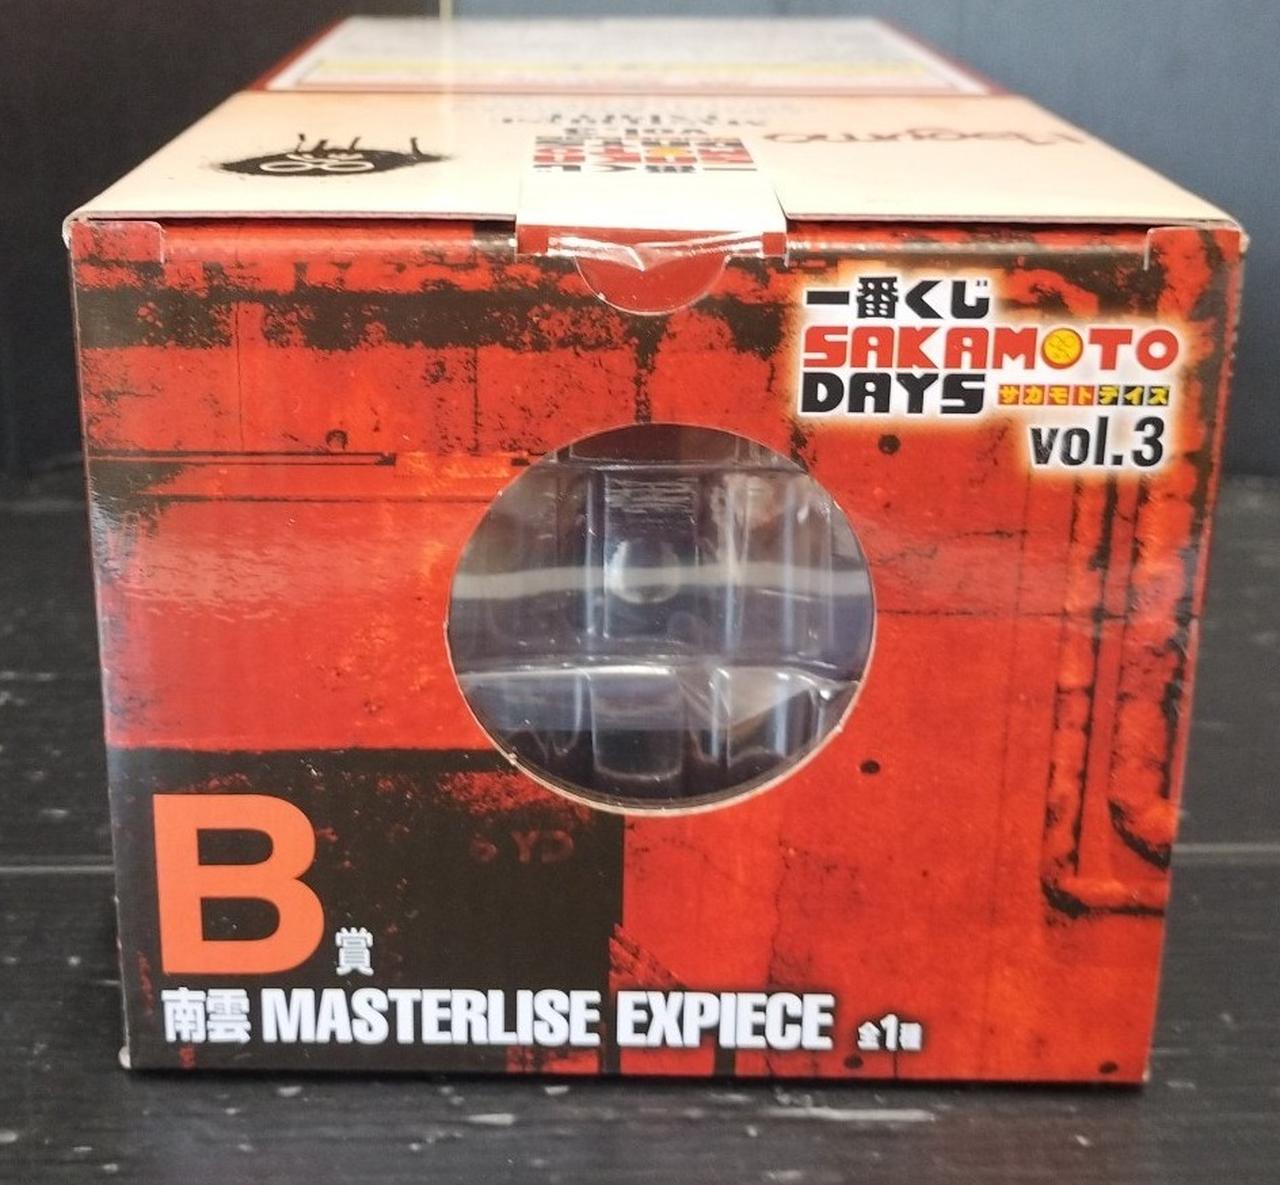 一番くじ
SAKAMOTO
DAYS サカモトデイズ
vol.3
B賞
南雲 MASTERLISE EXPIECE 全1種